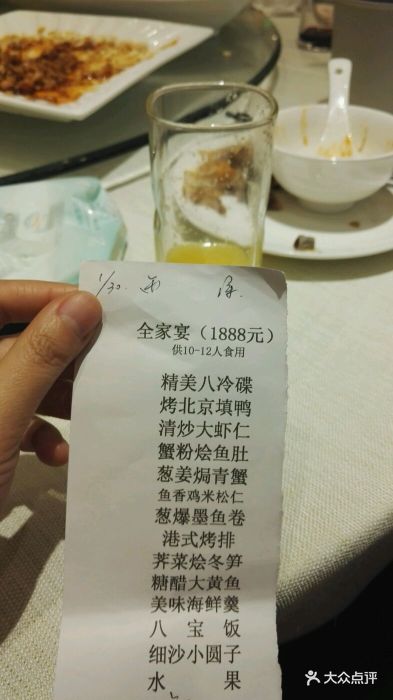 1/30. 西
全家宴（1888元）
供10-12人食用
精美八冷碟
烤北京填鸭
清炒大虾仁
蟹粉烩鱼肚
葱姜焗青蟹
鱼香鸡米松仁
葱爆墨鱼卷
港式烤排
荠菜烩冬笋
糖醋大黄鱼
美味海鲜羹
八宝饭
细沙小圆子
水果
大众点评